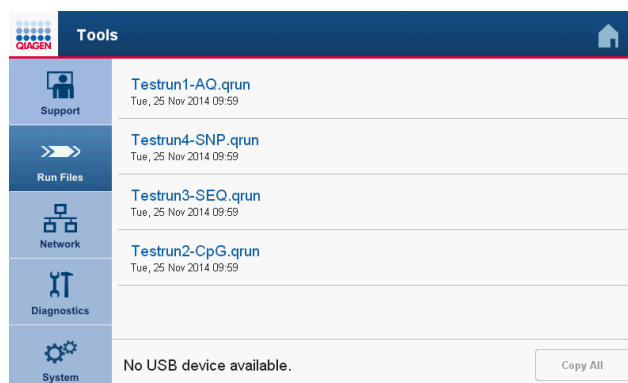 QIAGEN
Tools
Support
Run Files
Network
Diagnostics
System
Testrun1-AQ.qrun
Tue, 25 Nov 2014 09:59
Testrun4-SNP.qrun
Tue, 25 Nov 2014 09:59
Testrun3-SEQ.qrun
Tue, 25 Nov 2014 09:59
Testrun2-CpG.qrun
Tue, 25 Nov 2014 09:59
No USB device available.
Copy All